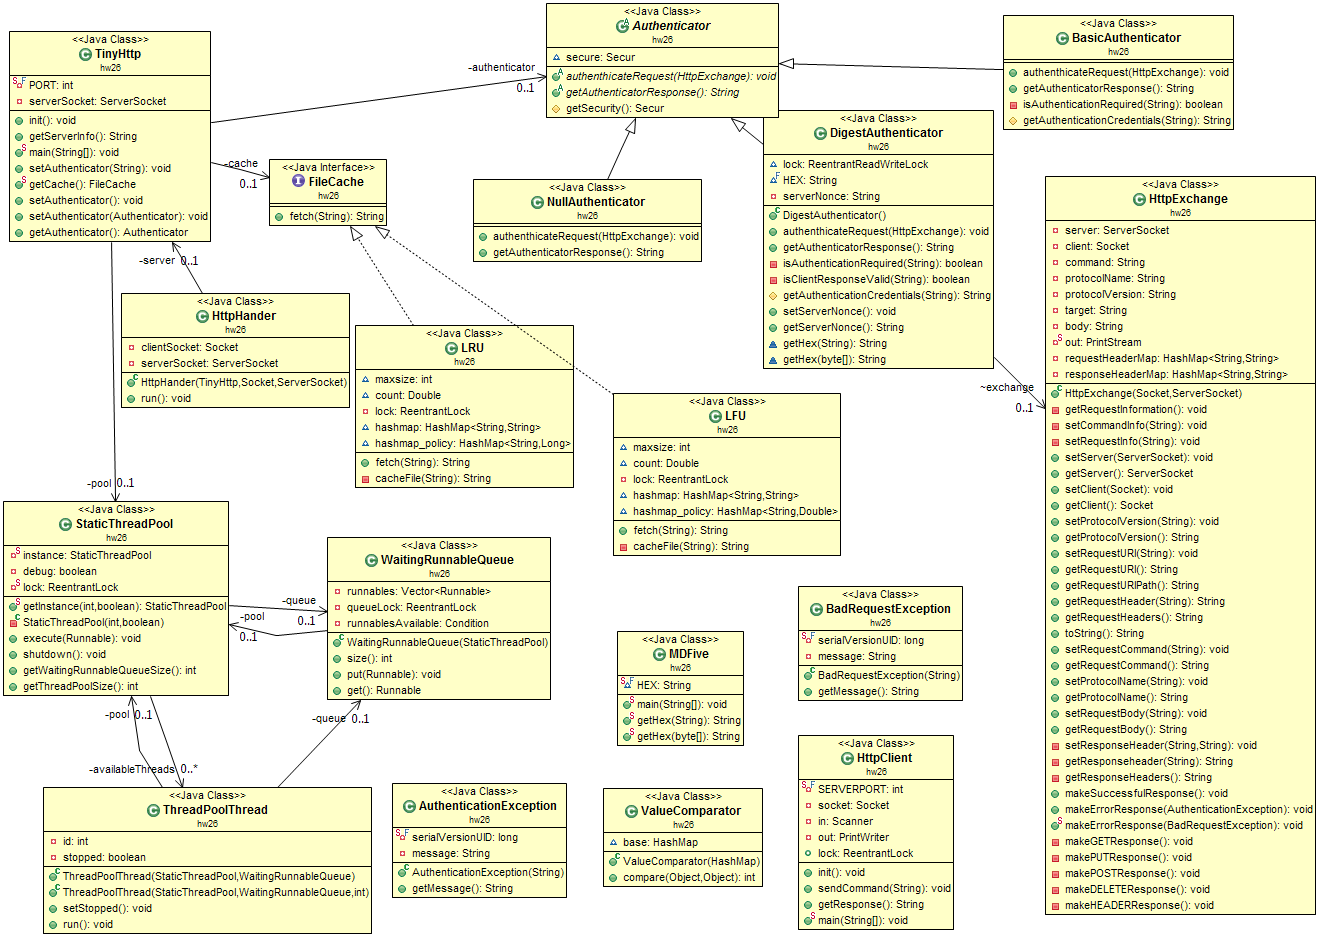 <<Java Class>>
TinyHttp
hw26
PORT: int
serverSocket: ServerSocket
init(): void
getServerInfo(): String
main(String[]): void
setAuthenticator(String): void
getCache(): FileCache
setAuthenticator(): void
setAuthenticator(Authenticator): void
getAuthenticator(): Authenticator
-authenticator
0..1
<<Java Class>>
Authenticator
hw26
secure: Secur
authenthicateRequest(HttpExchange): void
getAuthenticatorResponse(): String
getSecurity(): Secur
<<Java Class>>
BasicAuthenticator
hw26
authenthicateRequest(HttpExchange): void
getAuthenticatorResponse(): String
isAuthenticationRequired(String): boolean
getAuthenticationCredentials(String): String
-cache
0..1
<<Java Interface>>
FileCache
hw26
fetch(String): String
<<Java Class>>
NullAuthenticator
hw26
authenthicateRequest(HttpExchange): void
getAuthenticatorResponse(): String
<<Java Class>>
DigestAuthenticator
hw26
lock: ReentrantReadWriteLock
HEX: String
serverNonce: String
DigestAuthenticator()
authenthicateRequest(HttpExchange): void
getAuthenticatorResponse(): String
isAuthenticationRequired(String): boolean
isClientResponseValid(String): boolean
getAuthenticationCredentials(String): String
setServerNonce(): void
getServerNonce(): String
getHex(String): String
getHex(byte[]): String
~exchange
0..1
<<Java Class>>
HttpExchange
hw26
server: ServerSocket
client: Socket
command: String
protocolName: String
protocolVersion: String
target: String
body: String
out: PrintStream
requestHeaderMap: HashMap<String,String>
responseHeaderMap: HashMap<String,String>
HttpExchange(Socket,ServerSocket)
getRequestInformation(): void
setCommandInfo(String): void
setRequestInfo(String): void
setServer(ServerSocket): void
getServer(): ServerSocket
setClient(Socket): void
getClient(): Socket
setProtocolVersion(String): void
getProtocolVersion(): String
setRequestURI(String): void
getRequestURI(): String
getRequestURIPath(): String
getRequestHeader(String): String
getRequestHeaders(): String
toString(): String
setRequestCommand(String): void
getRequestCommand(): String
setProtocolName(String): void
getProtocolName(): String
setRequestBody(String): void
getRequestBody(): String
setResponseHeader(String,String): void
getResponseheader(String): String
getResponseHeaders(): String
makeSuccessfulResponse(): void
makeErrorResponse(AuthenticationException): void
makeErrorResponse(BadRequestException): void
makeGETResponse(): void
makePUTResponse(): void
makePOSTResponse(): void
makeDELETEResponse(): void
makeHEADERResponse(): void
-server 0..1
<<Java Class>>
HttpHander
hw26
clientSocket: Socket
serverSocket: ServerSocket
HttpHander(TinyHttp,Socket,ServerSocket)
run(): void
<<Java Class>>
LRU
hw26
maxsize: int
count: Double
lock: ReentrantLock
hashmap: HashMap<String,String>
hashmap_policy: HashMap<String,Long>
fetch(String): String
cacheFile(String): String
<<Java Class>>
LFU
hw26
maxsize: int
count: Double
lock: ReentrantLock
hashmap: HashMap<String,String>
hashmap_policy: HashMap<String,Double>
fetch(String): String
cacheFile(String): String
-pool 0..1
<<Java Class>>
StaticThreadPool
hw26
instance: StaticThreadPool
debug: boolean
lock: ReentrantLock
getInstance(int,boolean): StaticThreadPool
StaticThreadPool(int,boolean)
execute(Runnable): void
shutdown(): void
getWaitingRunnableQueueSize(): int
getThreadPoolSize(): int
-queue
0..1
-pool
0..1
<<Java Class>>
WaitingRunnableQueue
hw26
runnables: Vector<Runnable>
queueLock: ReentrantLock
runnablesAvailable: Condition
WaitingRunnableQueue(StaticThreadPool)
size(): int
put(Runnable): void
get(): Runnable
-pool 0..1
-queue 0..1
-availableThreads 0..*
<<Java Class>>
ThreadPoolThread
hw26
id: int
stopped: boolean
ThreadPoolThread(StaticThreadPool,WaitingRunnableQueue)
ThreadPoolThread(StaticThreadPool,WaitingRunnableQueue,int)
setStopped(): void
run(): void
<<Java Class>>
AuthenticationException
hw26
serialVersionUID: long
message: String
AuthenticationException(String)
getMessage(): String
<<Java Class>>
MDFive
hw26
HEX: String
main(String[]): void
getHex(String): String
getHex(byte[]): String
<<Java Class>>
ValueComparator
hw26
base: HashMap
ValueComparator(HashMap)
compare(Object,Object): int
<<Java Class>>
BadRequestException
hw26
serialVersionUID: long
message: String
BadRequestException(String)
getMessage(): String
<<Java Class>>
HttpClient
hw26
SERVERPORT: int
socket: Socket
in: Scanner
out: PrintWriter
lock: ReentrantLock
init(): void
sendCommand(String): void
getResponse(): String
main(String[]): void